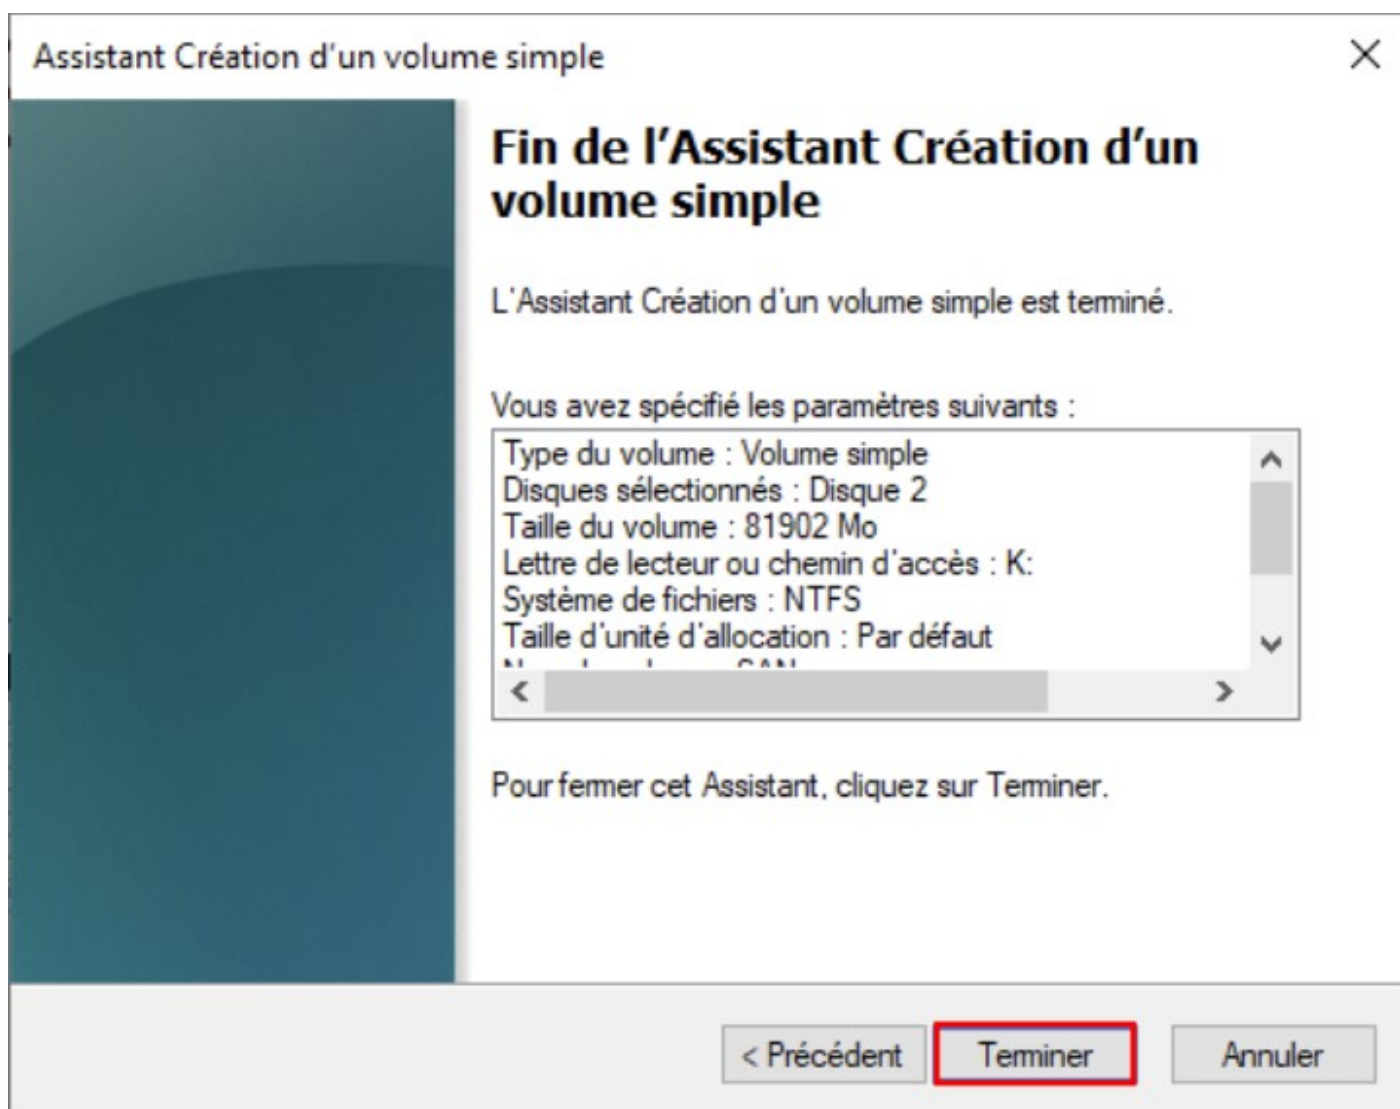 Assistant Création d'un volume simple
Fin de l'Assistant Création d'un
volume simple
L'Assistant Création d'un volume simple est terminé.
Vous avez spécifié les paramètres suivants :
Type du volume : Volume simple
Disques sélectionnés : Disque 2
Taille du volume : 81902 Mo
Lettre de lecteur ou chemin d'accès : K:
Système de fichiers : NTFS
Taille d'unité d'allocation : Par défaut
Pour fermer cet Assistant, cliquez sur Terminer.
< Précédent
Terminer
Annuler